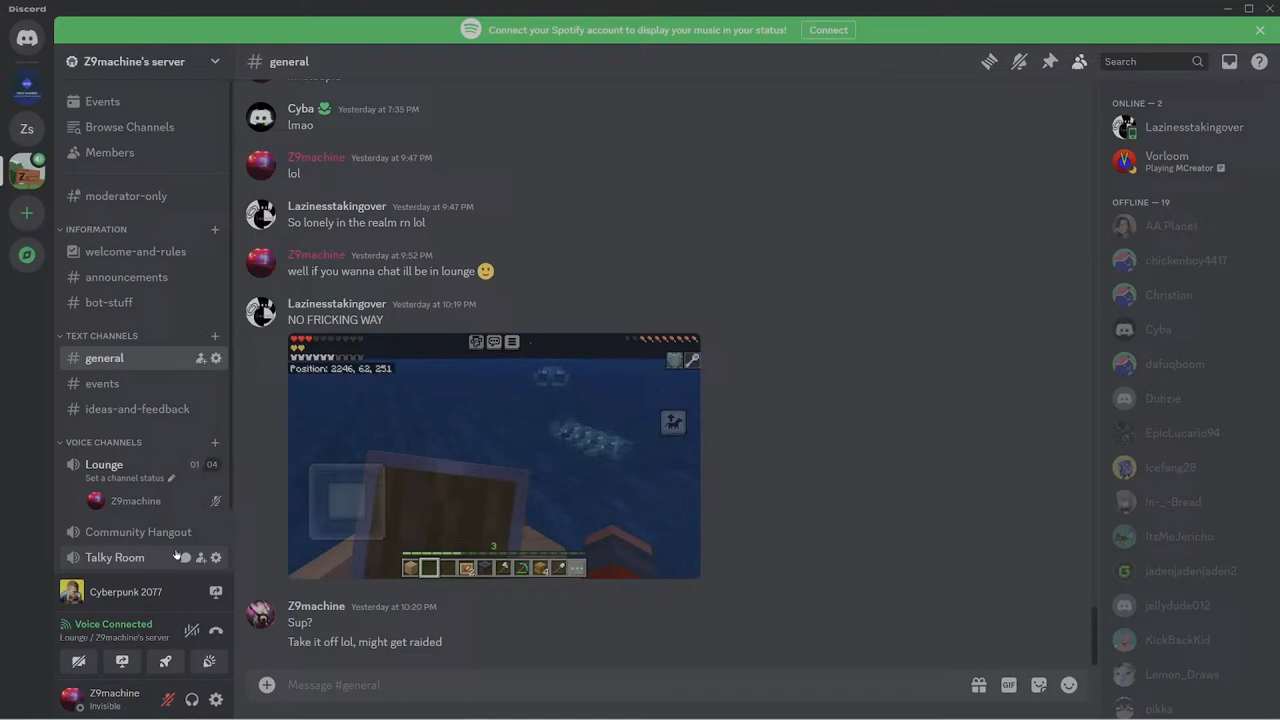 Discord
Connect your Spotify account to display your music in your status!
Connect
Z9machine's server
general
Search
Events
Browse Channels
Members
moderator-only
INFORMATION
welcome-and-rules
announcements
bot-stuff
TEXT CHANNELS
general
events
ideas-and-feedback
VOICE CHANNELS
Lounge
01 04
Set a channel status
Z9machine
Community Hangout
Talky Room
Cyberpunk 2077
Voice Connected
Lounge / Z9machine's server
Z9machine
Invisible
Zs
Cyba Yesterday at 7:35 PM
lmao
Z9machine Yesterday at 9:47 PM
lol
Lazinesstakingover Yesterday at 9:47 PM
So lonely in the realm rn lol
Z9machine Yesterday at 9:52 PM
well if you wanna chat ill be in lounge
Lazinesstakingover Yesterday at 10:19 PM
NO FRICKING WAY
Position: 2246, 62, 251
3
Z9machine Yesterday at 10:20 PM
Sup?
Take it off lol, might get raided
Message #general
GIF
ONLINE — 2
Lazinesstakingover
Vorloom
Playing MCreator
OFFLINE — 19
AA Planet
chickenboy4417
Christian
Cyba
dafuqboom
Dutizie
EpicLucario94
Icefang28
In-_-Bread
ItsMeJericho
jadenjadenjaden2
jellydude012
KickBackKid
Lemon_Draws
pikka